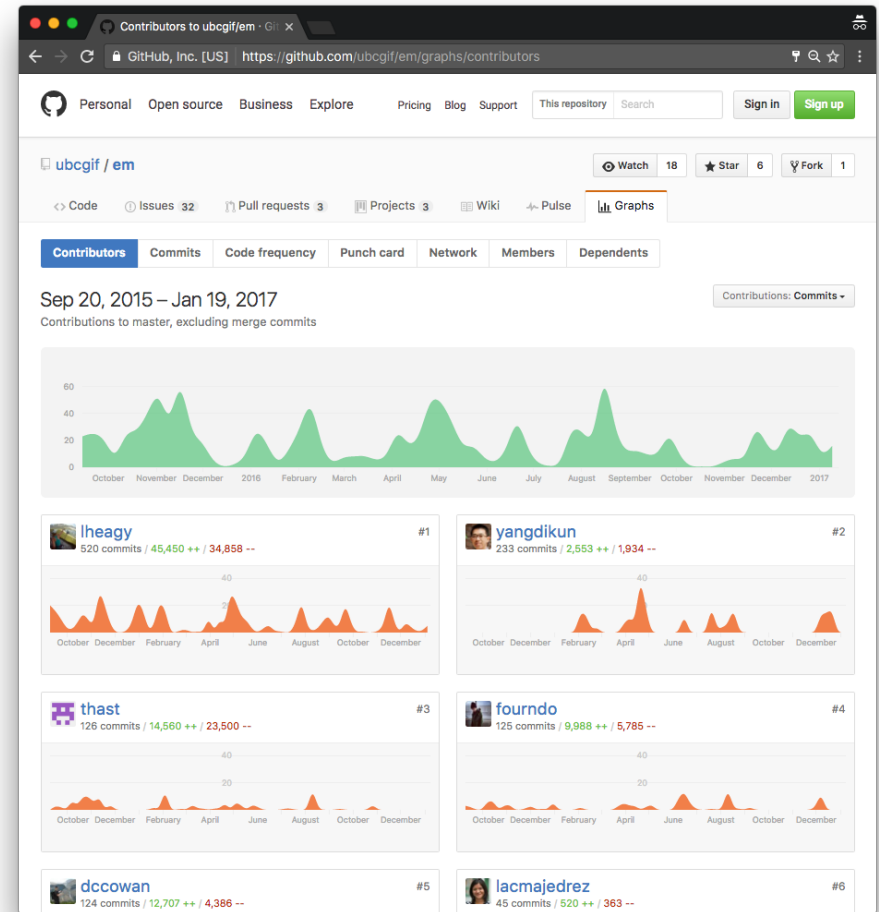 Contributors to ubcgif/em · Gi
GitHub, Inc. [US] https://github.com/ubcgif/em/graphs/contributors
Personal Open source Business Explore Pricing Blog Support This repository Search Sign in Sign up
ubcgif / em Watch 18 Star 6 Fork 1
Code Issues 32 Pull requests 3 Projects 3 Wiki Pulse Graphs
Contributors Commits Code frequency Punch card Network Members Dependents
Sep 20, 2015 – Jan 19, 2017 Contributions: Commits
Contributions to master, excluding merge commits
60
40
20
0
October November December 2016 February March April May June July August September October November December 2017
lheagy #1
520 commits / 45,450 ++ / 34,858 --
40
2
October December February April June August October December
yangdikun #2
233 commits / 2,553 ++ / 1,934 --
40
October December February April June August October December
thast #3
126 commits / 14,560 ++ / 23,500 --
40
20
October December February April June August October December
fourndo #4
125 commits / 9,988 ++ / 5,785 --
40
20
October December February April June August October December
dccowan #5
124 commits / 12,707 ++ / 4,386 --
lacmajedrez #6
45 commits / 520 ++ / 363 --